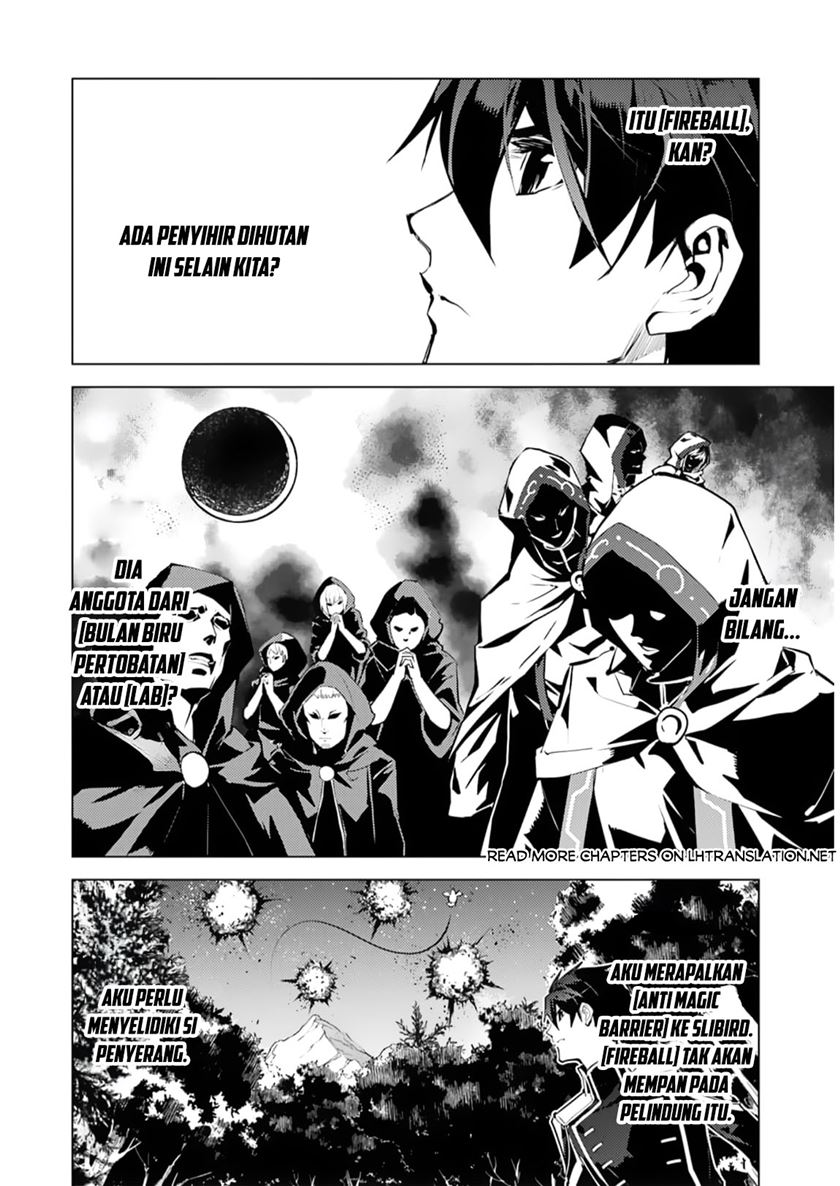 ITU [FIREBALL],
KAN?
ADA PENYIHIR DIHUTAN
INI SELAIN KITA?
JANGAN
BILANG...
DIA
ANGGOTA DARI
[BULAN BIRU
PERTOBATAN]
ATAU [LAB]?
READ MORE CHAPTERS ON LHTRANSLATION.NET
AKU MERAPALKAN
[ANTI MAGIC
BARRIER] KE SLIBIRD.
[FIREBALL] TAK AKAN
MEMPAN PADA
PELINDUNG ITU.
AKU PERLU
MENYELIDIKI SI
PENYERANG.